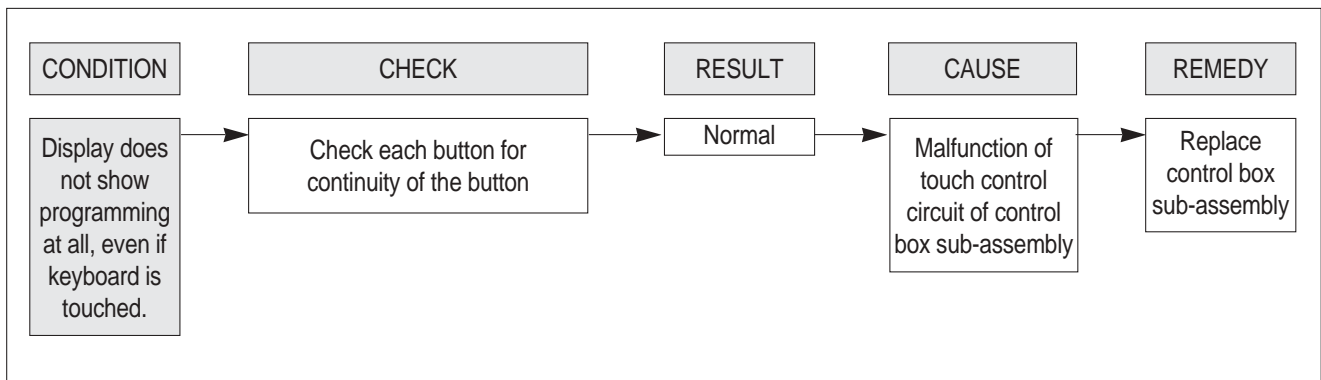 CONDITION
CHECK
RESULT
CAUSE
REMEDY
Display does
not show
programming
at all, even if
keyboard is
touched.
Check each button for
continuity of the button
Normal
Malfunction of
touch control
circuit of control
box sub-assembly
Replace
control box
sub-assembly